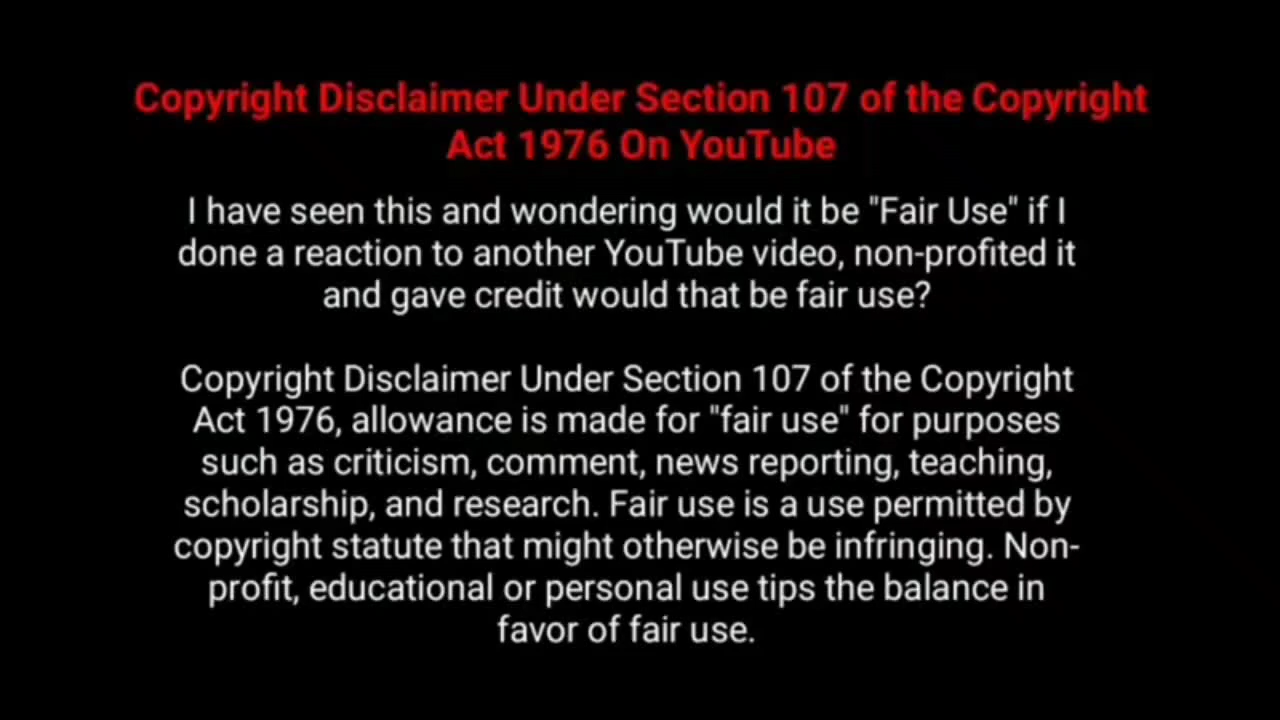 Copyright Disclaimer Under Section 107 of the Copyright
Act 1976 On YouTube
I have seen this and wondering would it be "Fair Use" if I
done a reaction to another YouTube video, non-profited it
and gave credit would that be fair use?
Copyright Disclaimer Under Section 107 of the Copyright
Act 1976, allowance is made for "fair use" for purposes
such as criticism, comment, news reporting, teaching,
scholarship, and research. Fair use is a use permitted by
copyright statute that might otherwise be infringing. Non-
profit, educational or personal use tips the balance in
favor of fair use.